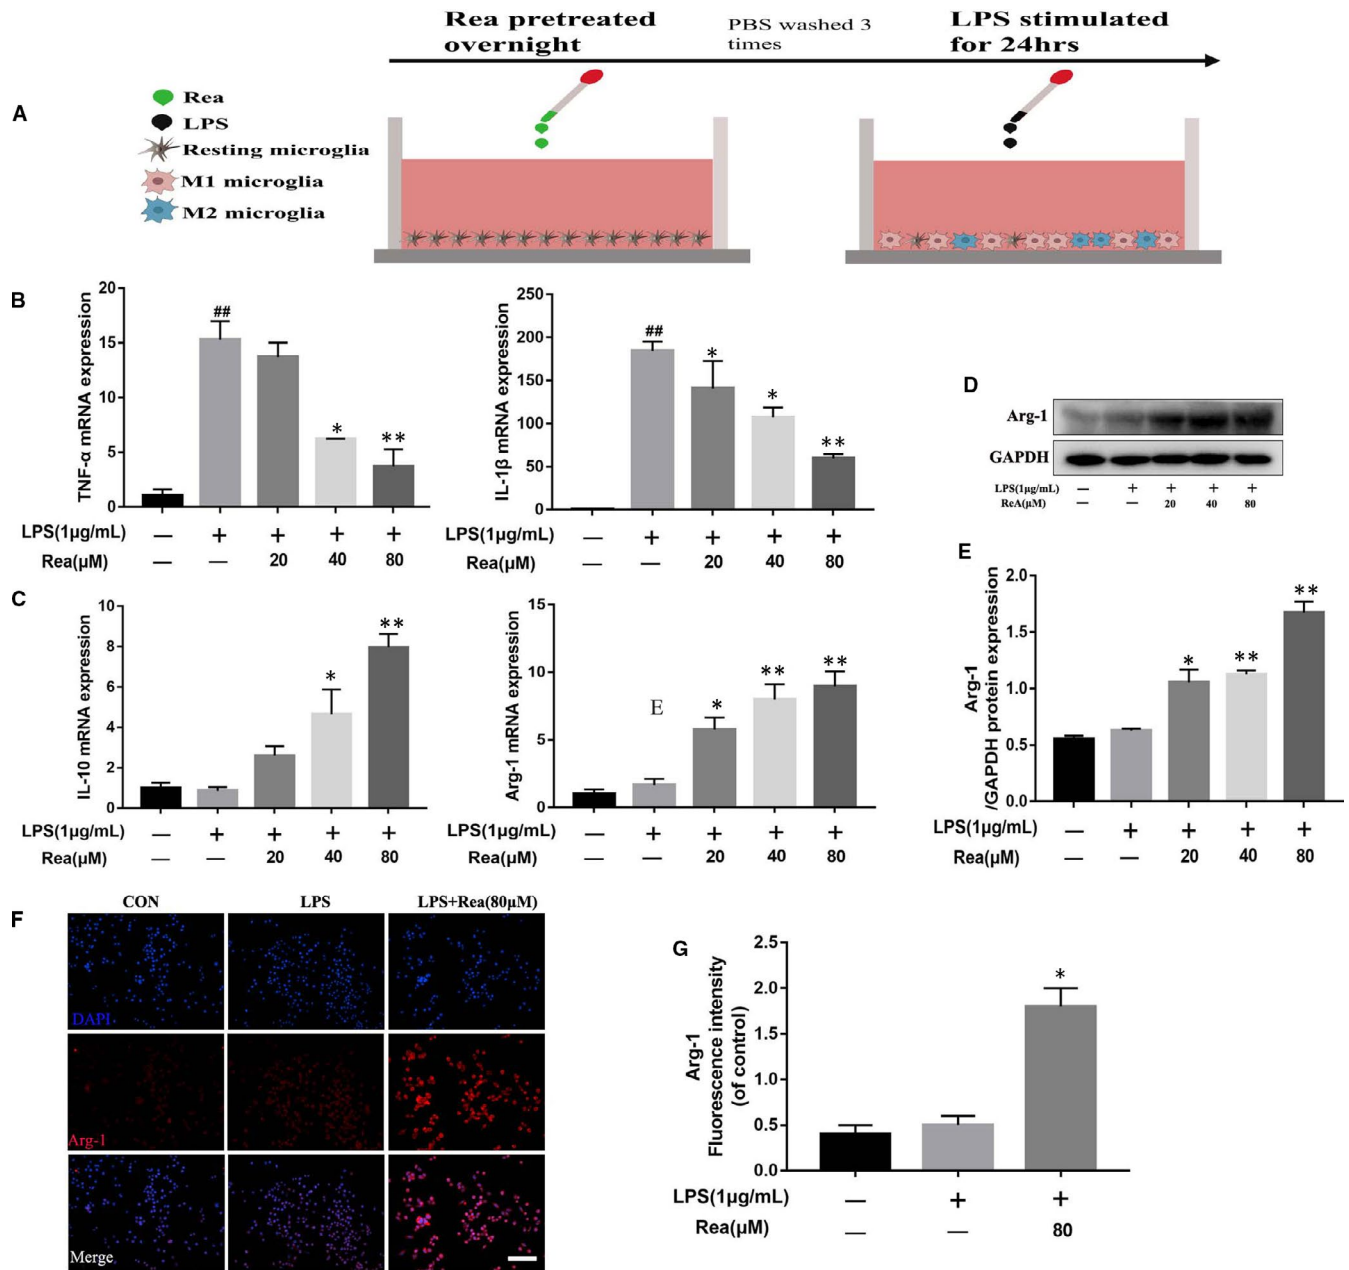 Rea pretreated
overnight
PBS washed 3
times
LPS stimulated
for 24hrs
A
Rea
LPS
Resting microglia
M1 microglia
M2 microglia
B
TNF-α mRNA expression
20
15
10
5
0
##
*
**
LPS(1μg/mL) — + + + +
Rea(μM) — — 20 40 80
IL-1β mRNA expression
250
200
150
100
50
0
##
*
*
**
LPS(1μg/mL) — + + + +
Rea(μM) — — 20 40 80
C
IL-10 mRNA expression
10
8
6
4
2
0
*
**
LPS(1μg/mL) — + + + +
Rea(μM) — — 20 40 80
Arg-1 mRNA expression
15
10
5
0
E
*
**
**
LPS(1μg/mL) — + + + +
Rea(μM) — — 20 40 80
D
Arg-1
GAPDH
LPS(1μg/mL) — + + + +
ReA(μM) — — 20 40 80
E
Arg-1
/GAPDH protein expression
2.0
1.5
1.0
0.5
0.0
*
**
**
LPS(1μg/mL) — + + + +
Rea(μM) — — 20 40 80
F
CON LPS LPS+Rea(80μM)
DAPI
Arg-1
Merge
G
Arg-1
Fluorescence intensity
(of control)
2.5
2.0
1.5
1.0
0.5
0.0
*
LPS(1μg/mL) — + +
Rea(μM) — — 80